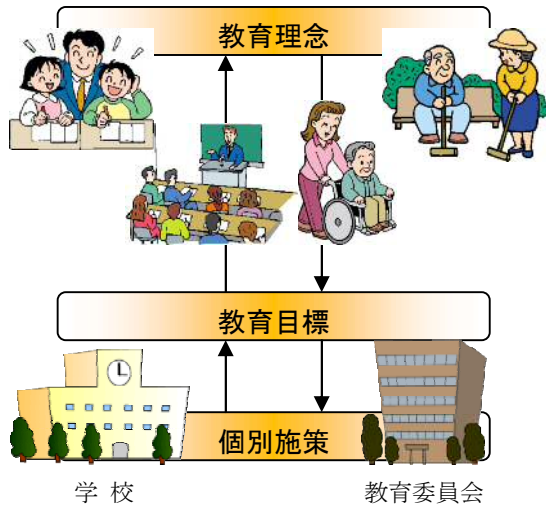 教育理念
教育目標
個別施策
学 校
教育委員会